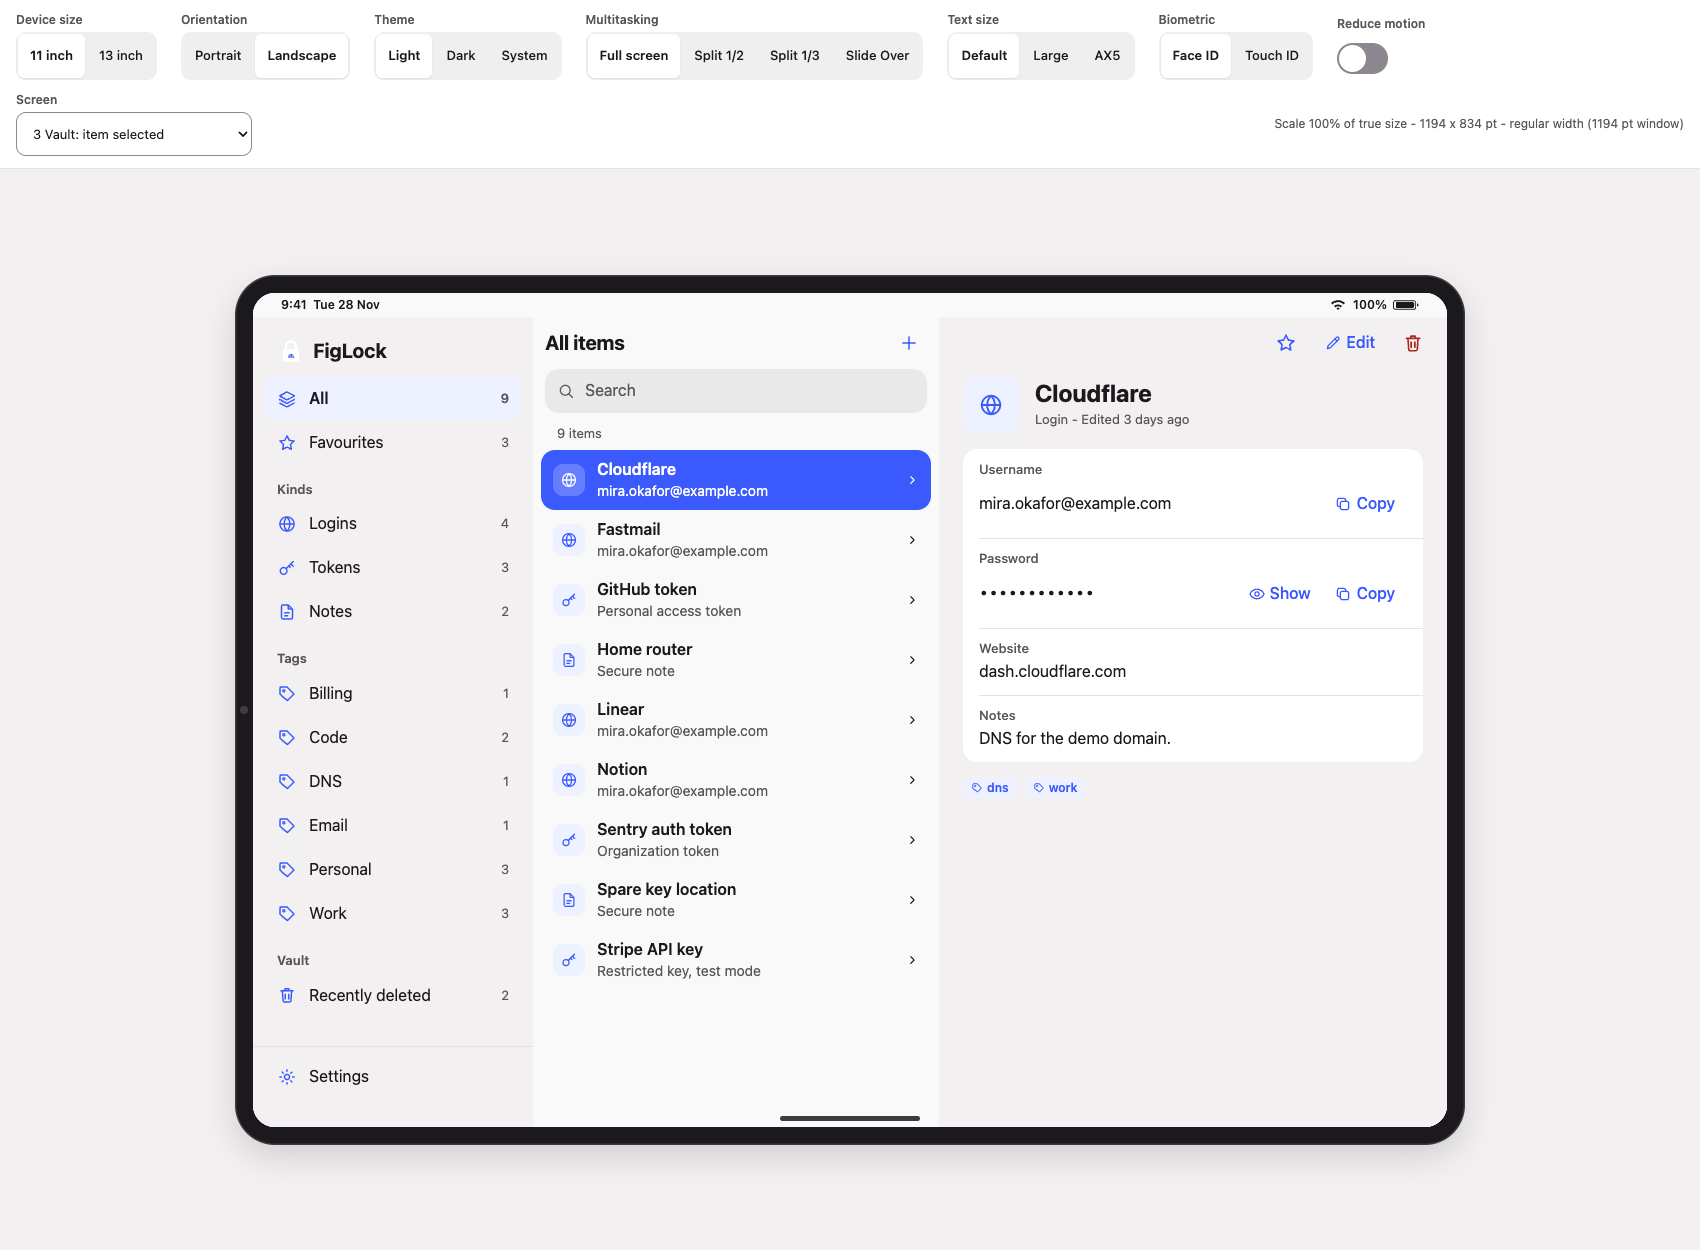 Device size
11 inch 13 inch
Orientation
Portrait Landscape
Theme
Light Dark System
Multitasking
Full screen Split 1/2 Split 1/3 Slide Over
Text size
Default Large AX5
Biometric
Face ID Touch ID
Reduce motion
Screen
3 Vault: item selected
Scale 100% of true size - 1194 x 834 pt - regular width (1194 pt window)
9:41 Tue 28 Nov
100%
FigLock
All 9
Favourites 3
Kinds
Logins 4
Tokens 3
Notes 2
Tags
Billing 1
Code 2
DNS 1
Email 1
Personal 3
Work 3
Vault
Recently deleted 2
Settings
All items
Search
9 items
Cloudflare
mira.okafor@example.com
Fastmail
mira.okafor@example.com
GitHub token
Personal access token
Home router
Secure note
Linear
mira.okafor@example.com
Notion
mira.okafor@example.com
Sentry auth token
Organization token
Spare key location
Secure note
Stripe API key
Restricted key, test mode
Edit
Cloudflare
Login - Edited 3 days ago
Username
mira.okafor@example.com Copy
Password
•••••••••••• Show Copy
Website
dash.cloudflare.com
Notes
DNS for the demo domain.
dns work